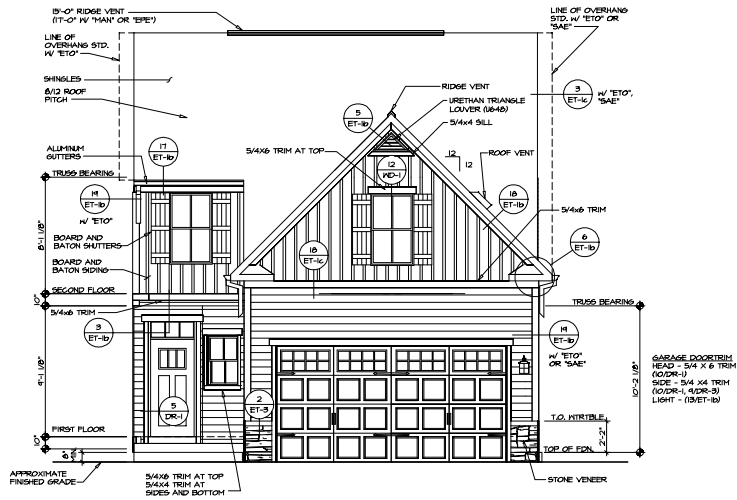 15'-0" RIDGE VENT
(17'-0" W/ "MAN" OR "EPE")
LINE OF
OVERHANG STD.
W/ "ETO"
LINE OF OVERHANG
STD. W/ "ETO" OR
"SAE"
SHINGLES
8/12 ROOF
PITCH
RIDGE VENT
URETHAN TRIANGLE
LOUVER (U648)
5/4x4 SILL
3
ET-1c
W/ "ETO",
"SAE"
5
ET-1b
17
ET-1b
ALUMINUM
GUTTERS
5/4X6 TRIM AT TOP
12
WD-1
12
12
ROOF VENT
TRUSS BEARING
19
ET-1b
W/ "ETO"
18
ET-1b
5/4x6 TRIM
BOARD AND
BATON SHUTTERS
8'-1 1/8"
6
ET-1b
18
ET-1c
BOARD AND
BATON SIDING
SECOND FLOOR
10"
5/4x6 TRIM
TRUSS BEARING
3
ET-1b
19
ET-1b
W/ "ETO"
OR "SAE"
9'-1 1/8"
10'-2 1/8"
GARAGE DOORTRIM
HEAD - 5/4 X 6 TRIM
(10/DR-1)
SIDE - 5/4 X4 TRIM
(10/DR-1, 9/DR-3)
LIGHT - (13/ET-1b)
5
DR-1
2
ET-3
T.O. WTRTBLE.
2'-2"
FIRST FLOOR
10"
TOP OF FDN.
8"
APPROXIMATE
FINISHED GRADE
5/4X6 TRIM AT TOP
5/4X4 TRIM AT
SIDES AND BOTTOM
STONE VENEER